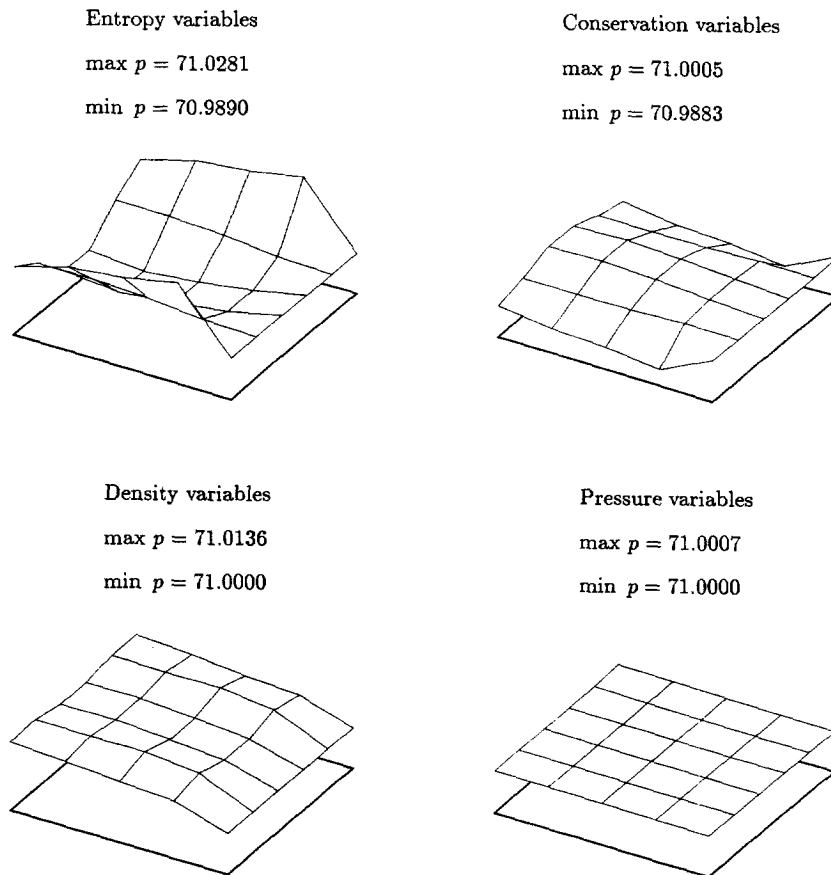 Entropy variables
max p = 71.0281
min p = 70.9890
Conservation variables
max p = 71.0005
min p = 70.9883
Density variables
max p = 71.0136
min p = 71.0000
Pressure variables
max p = 71.0007
min p = 71.0000